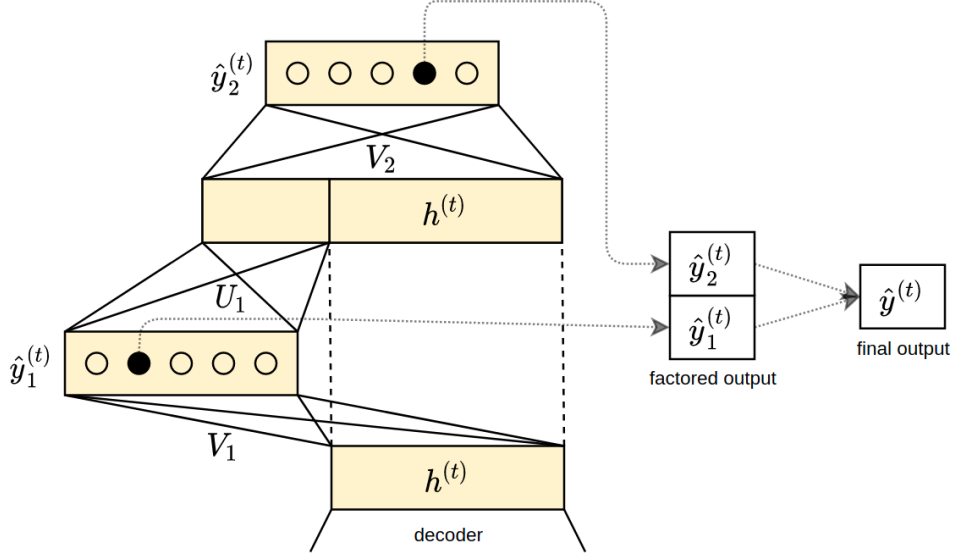 ŷ₂⁽ᵗ⁾
V₂
h⁽ᵗ⁾
U₁
ŷ₁⁽ᵗ⁾
V₁
h⁽ᵗ⁾
decoder
ŷ₂⁽ᵗ⁾
ŷ₁⁽ᵗ⁾
factored output
ŷ⁽ᵗ⁾
final output